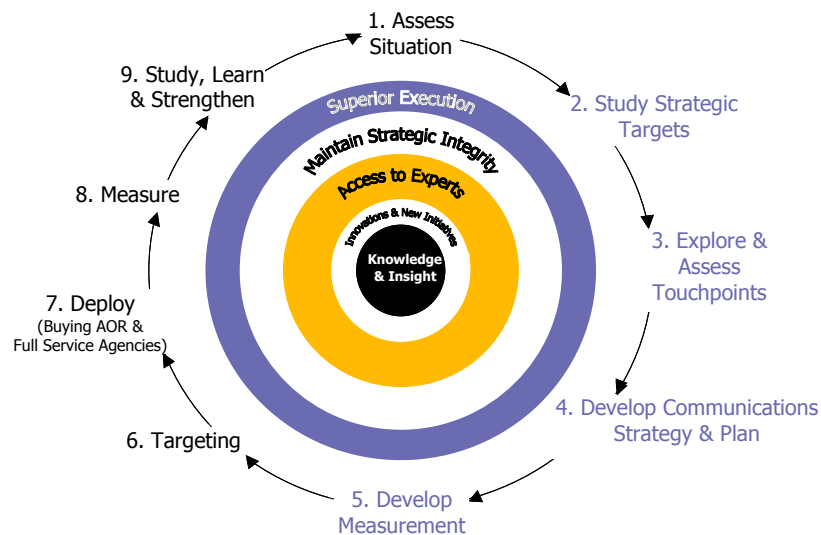 1. Assess
Situation
2. Study Strategic
Targets
3. Explore &
Assess
Touchpoints
4. Develop Communications
Strategy & Plan
5. Develop
Measurement
6. Targeting
7. Deploy
(Buying AOR &
Full Service Agencies)
8. Measure
9. Study, Learn
& Strengthen
Superior Execution
Maintain Strategic Integrity
Access to Experts
Innovations & New Initiatives
Knowledge
& Insight